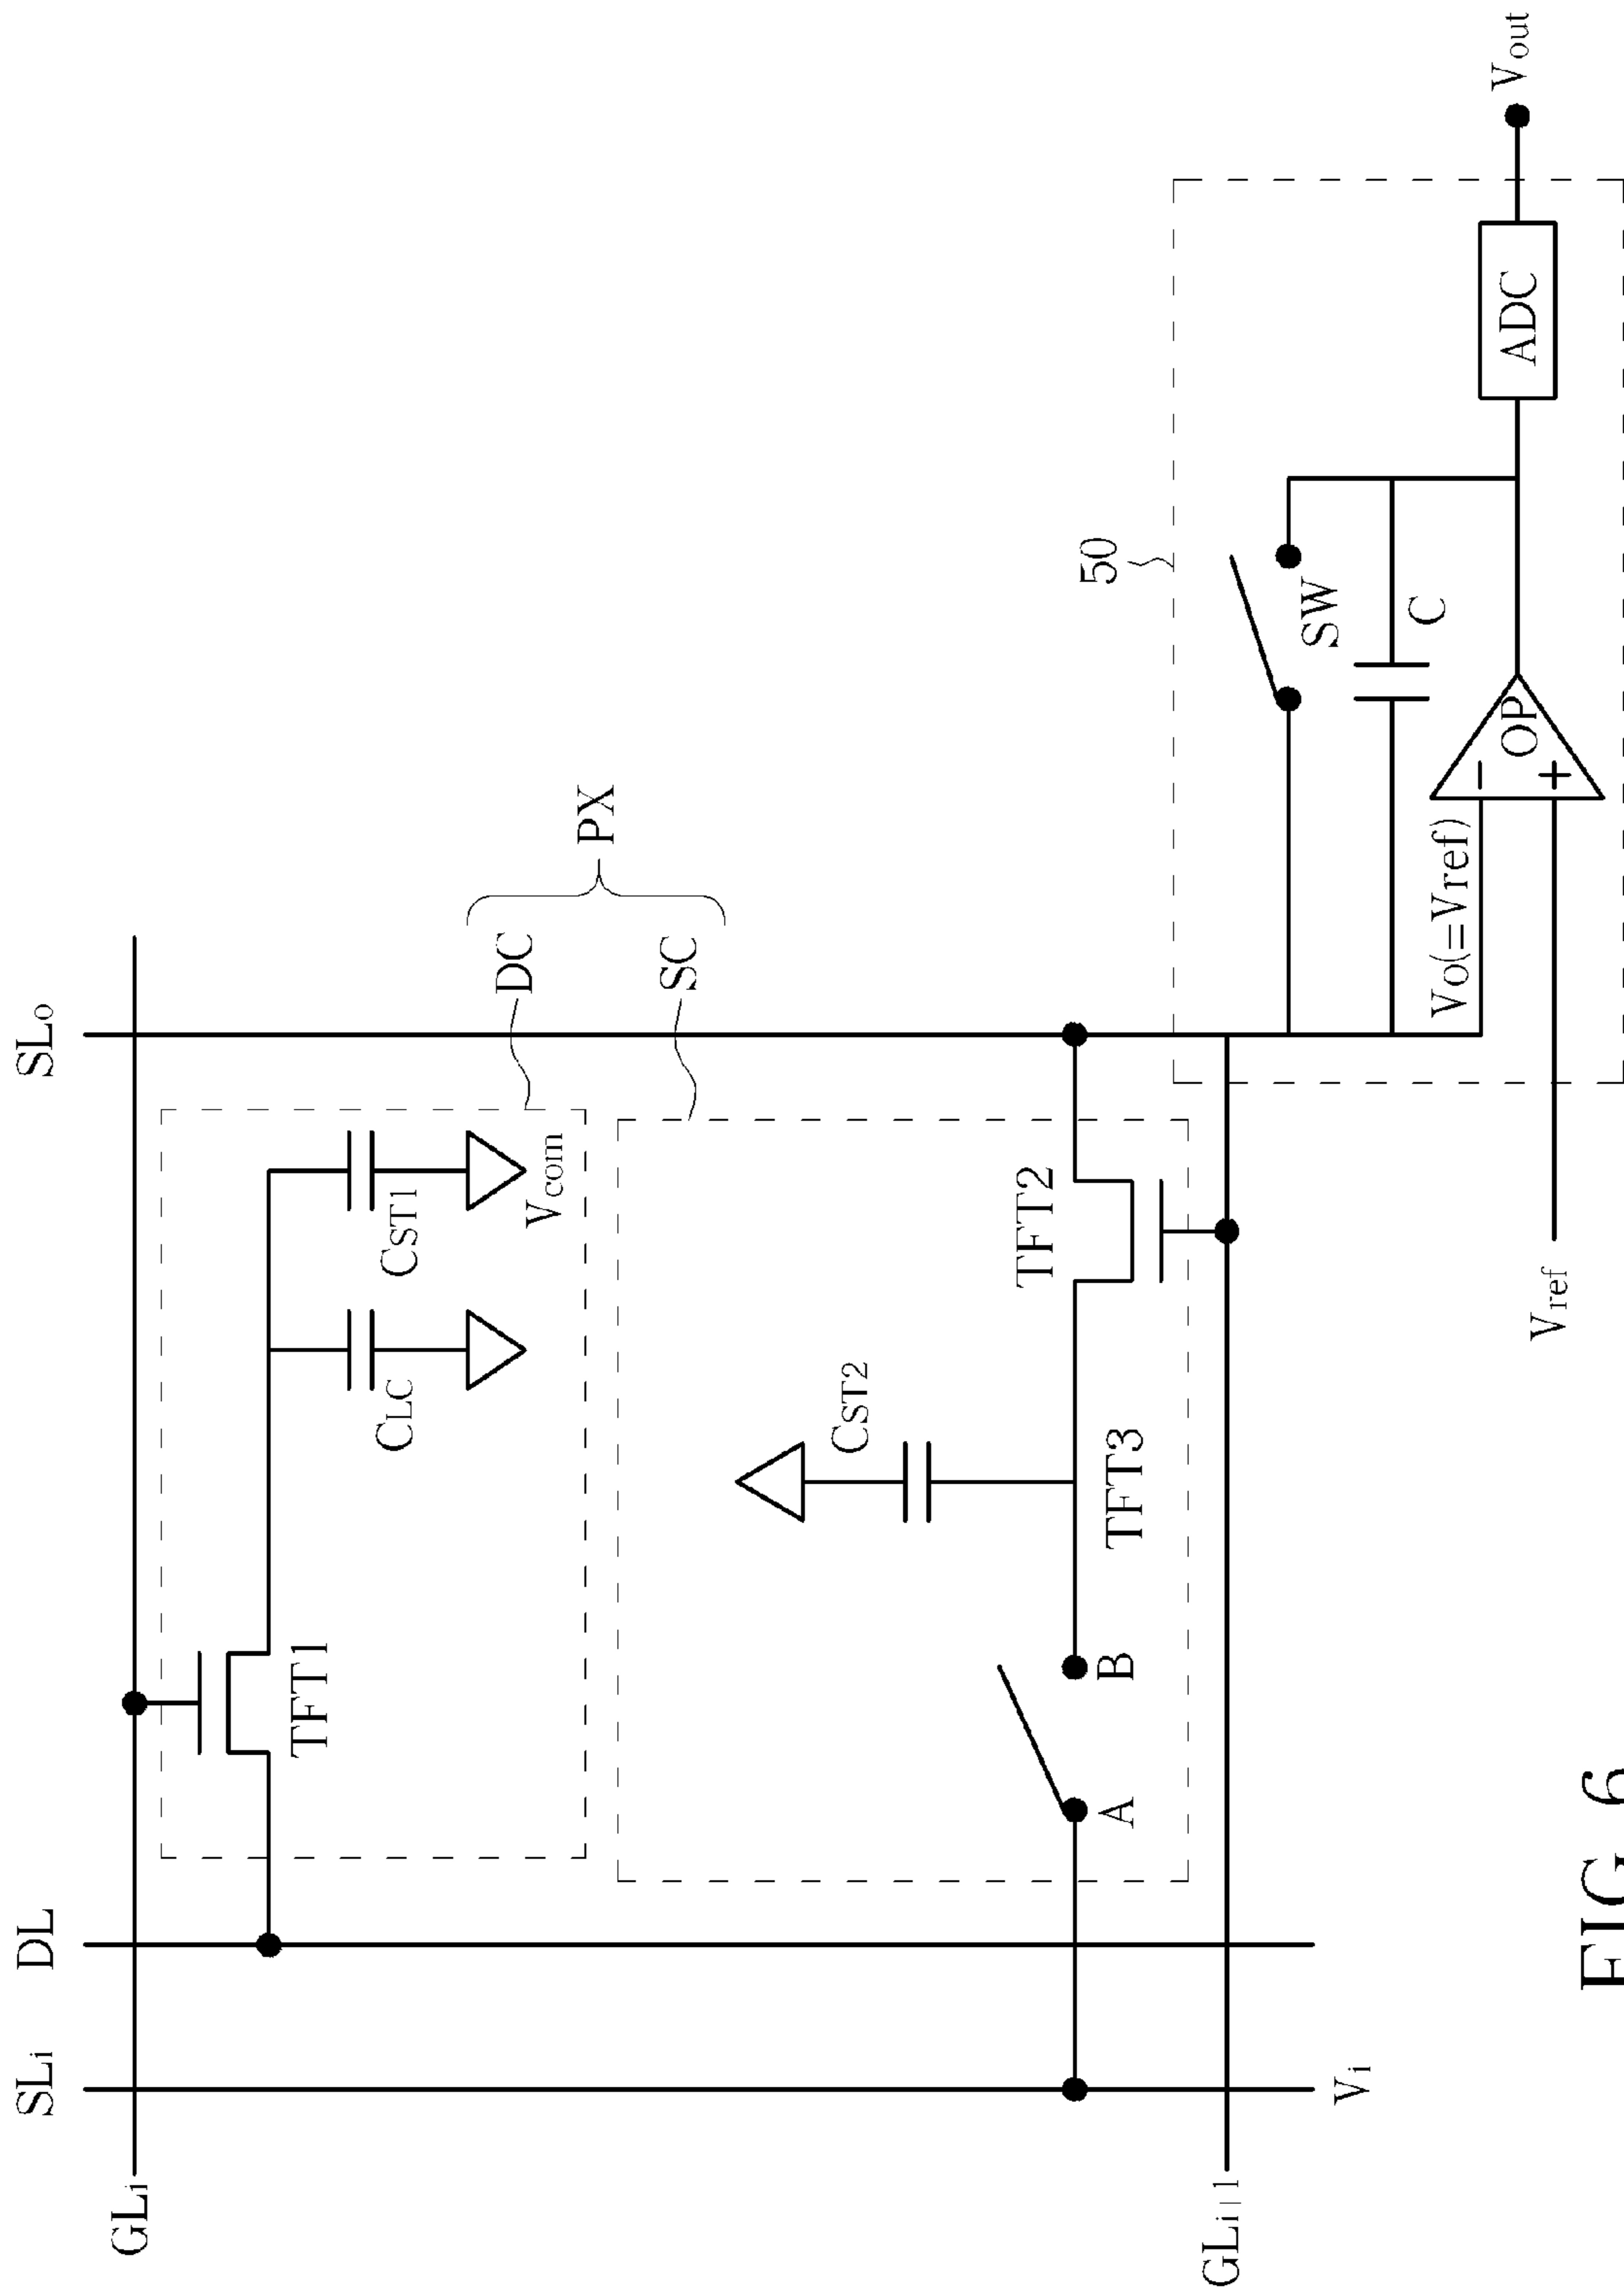 SLi
DL
SLo
GLi
TFT1
CLC
CST1
Vcom
DC
SC
PX
CST2
A
B
TFT3
TFT2
GLi+1
Vi
50
SW
C
Vo(=Vref)
OP
−
+
ADC
Vout
Vref
FIG. 6